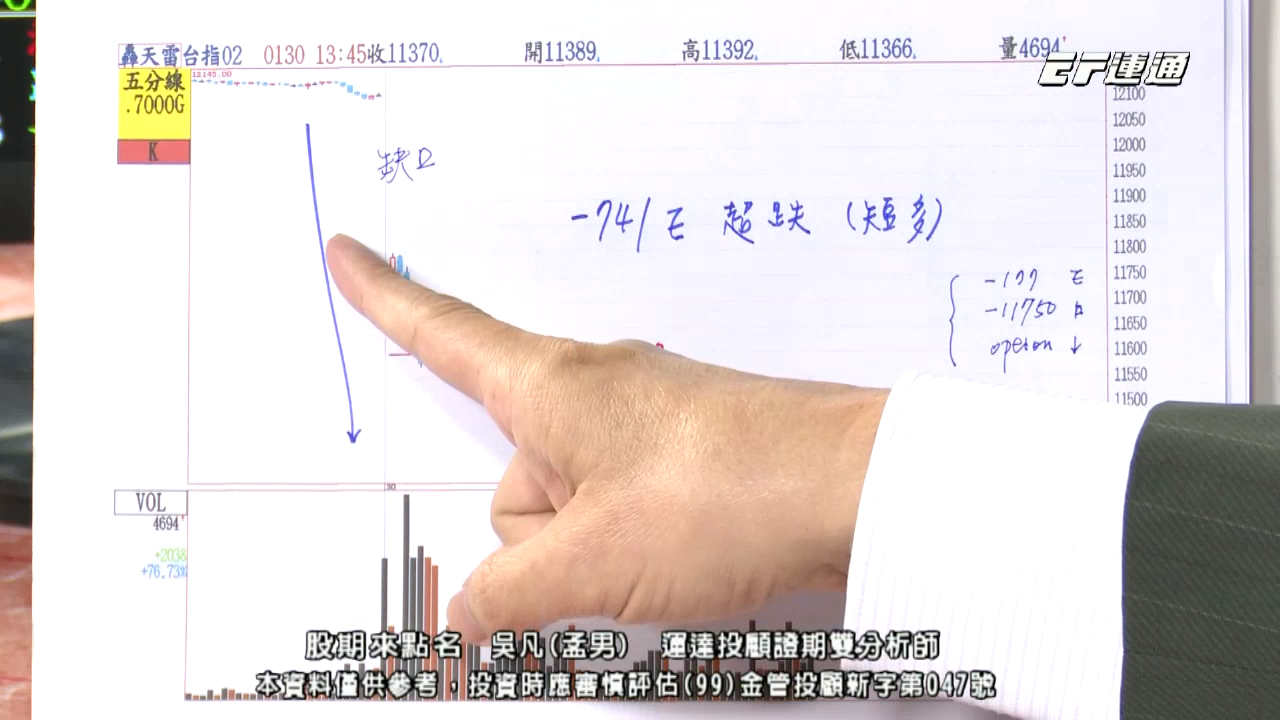 轟天雷台指02 0130 13:45收11370. 開11389. 高11392. 低11366. 量4694'
EF運通
五分線
.7000G
K
12145.00
12100
12050
12000
11950
11900
11850
11800
11750
11700
11650
11600
11550
11500
缺口
-741E 超跌 (短多)
-11750
30
VOL
4694'
+2038
+76.73%
股期來點名 吳凡(孟男) 運達投顧證期雙分析師
本資料僅供參考，投資時應審慎評估(99)金管投顧新字第047號